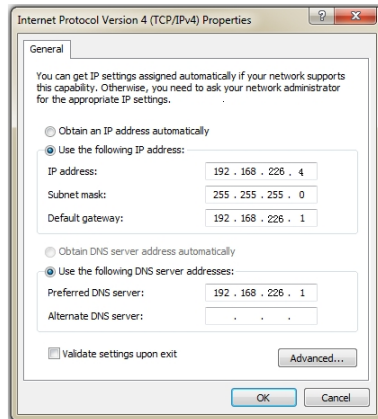 Internet Protocol Version 4 (TCP/IPv4) Properties
General
You can get IP settings assigned automatically if your network supports
this capability. Otherwise, you need to ask your network administrator
for the appropriate IP settings.
Obtain an IP address automatically
Use the following IP address:
IP address: 192 . 168 . 226 . 4
Subnet mask: 255 . 255 . 255 . 0
Default gateway: 192 . 168 . 226 . 1
Obtain DNS server address automatically
Use the following DNS server addresses:
Preferred DNS server: 192 . 168 . 226 . 1
Alternate DNS server: . . .
Validate settings upon exit
Advanced...
OK Cancel